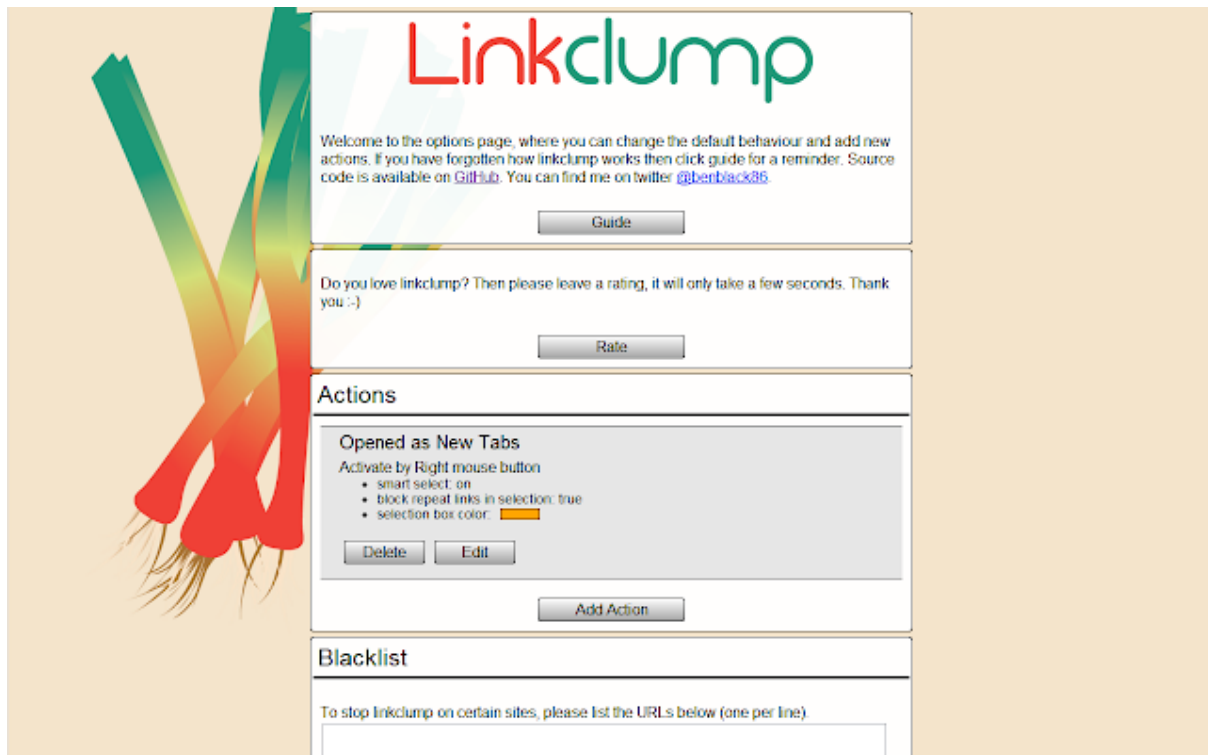 Linkclump
Welcome to the options page, where you can change the default behaviour and add new
actions. If you have forgotten how linkclump works then click guide for a reminder. Source
code is available on GitHub. You can find me on twitter @benblack86.
Guide
Do you love linkclump? Then please leave a rating, it will only take a few seconds. Thank
you :-)
Rate
Actions
Opened as New Tabs
Activate by Right mouse button
• smart select: on
• block repeat links in selection: true
• selection box color:
Delete Edit
Add Action
Blacklist
To stop linkclump on certain sites, please list the URLs below (one per line).